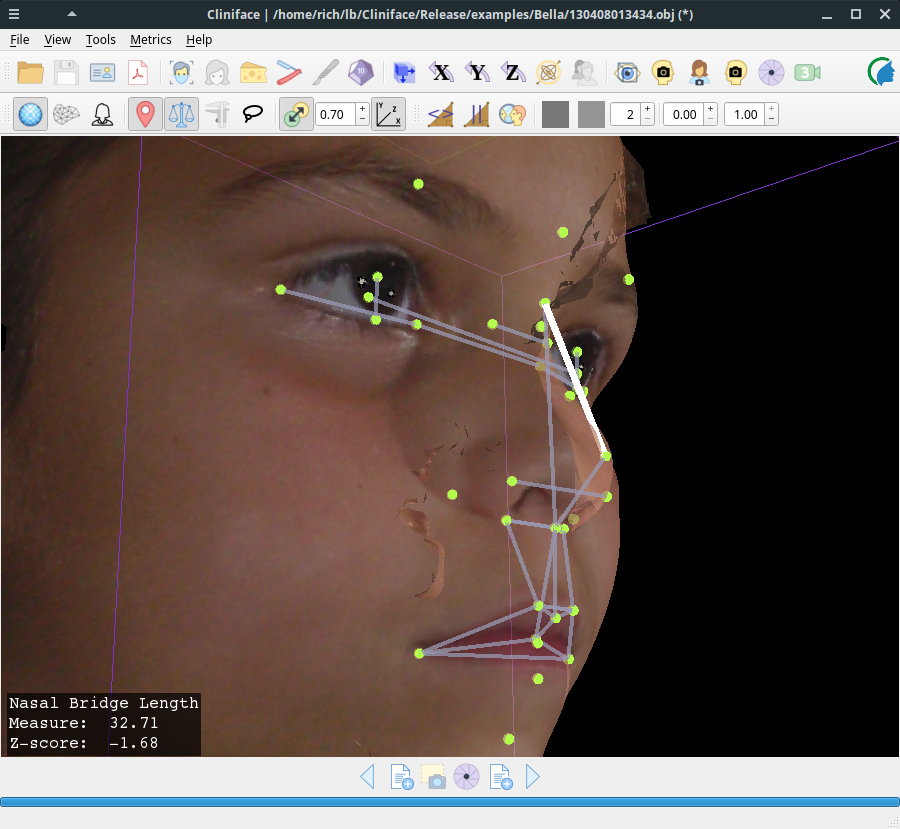 Cliniface | /home/rich/lb/Cliniface/Release/examples/Bella/130408013434.obj (*)
File View Tools Metrics Help
10 X Y Z 3
0.70 Y Z X 2 0.00 1.00
Nasal Bridge Length
Measure: 32.71
Z-score: -1.68